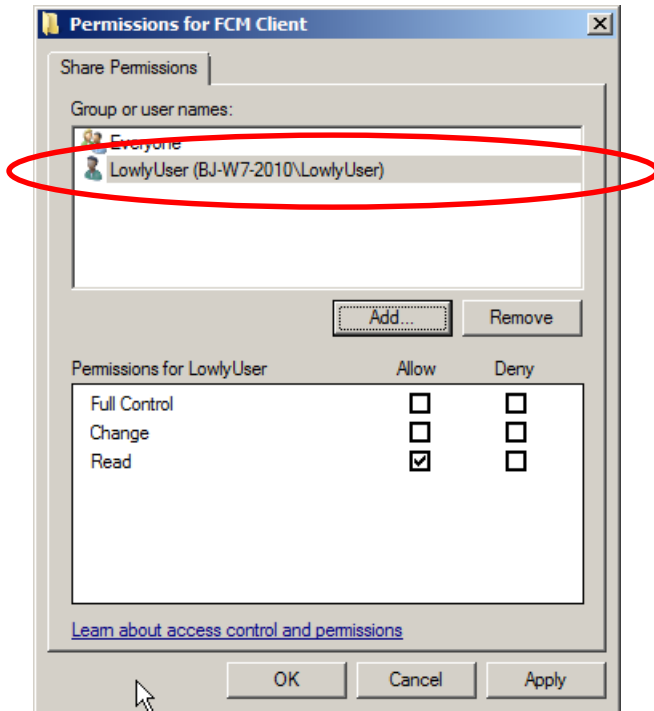 Permissions for FCM Client
Share Permissions
Group or user names:
Everyone
LowlyUser (BJ-W7-2010\LowlyUser)
Add... Remove
Permissions for LowlyUser Allow Deny
Full Control
Change
Read
Learn about access control and permissions
OK Cancel Apply